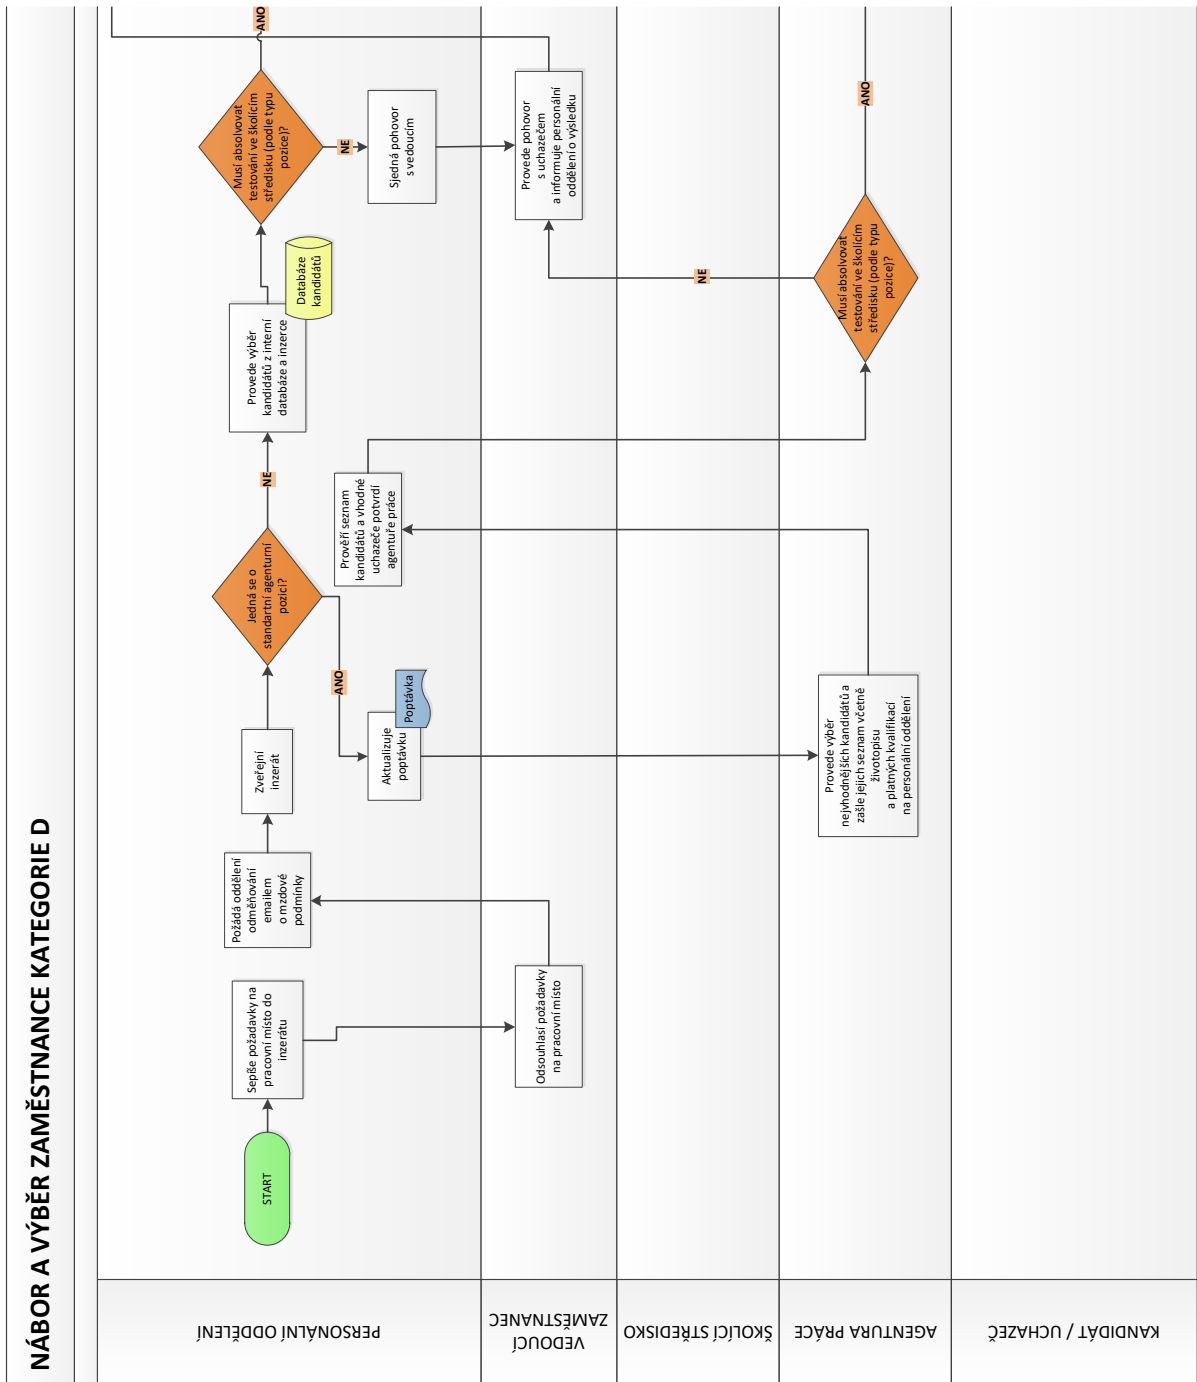 NÁBOR A VÝBĚR ZAMĚSTNANCE KATEGORIE D
PERSONÁLNI ODDĚLENÍ
VEDOUCÍ
ZAMĚSTNANEC
ŠKOLÍCÍ STŘEDISKO
AGENTURA PRÁCE
KANDIDÁT / UCHAZEČ
START
Sepíše požadavky na
pracovní místo do
inzerátu
Odsouhlasí požadavky
na pracovní místo
Požádá oddělení
odměňování
emailem
o mzdové
podmínky
Zveřejní
inzerát
Jedná se o
standartní agenturní
pozici?
ANO
Aktualizuje
poptávku
Poptávka
Provede výběr
nejvhodnějších kandidátů a
zašle jejich seznam včetně
životopisu
a platných kvalifikací
na personální oddělení
Prověří seznam
kandidátů a vhodné
uchazeče potvrdí
agentuře práce
NE
Provede výběr
kandidátů z interní
databáze a inzerce
Databáze
kandidátů
Musí absolvovat
testování ve školícím
středisku (podle typu
pozice)?
NE
Sjedná pohovor
s vedoucím
Provede pohovor
s uchazečem
a informuje personální
oddělení o výsledku
NE
Musí absolvovat
testování ve školícím
středisku (podle typu
pozice)?
ANO
ANO